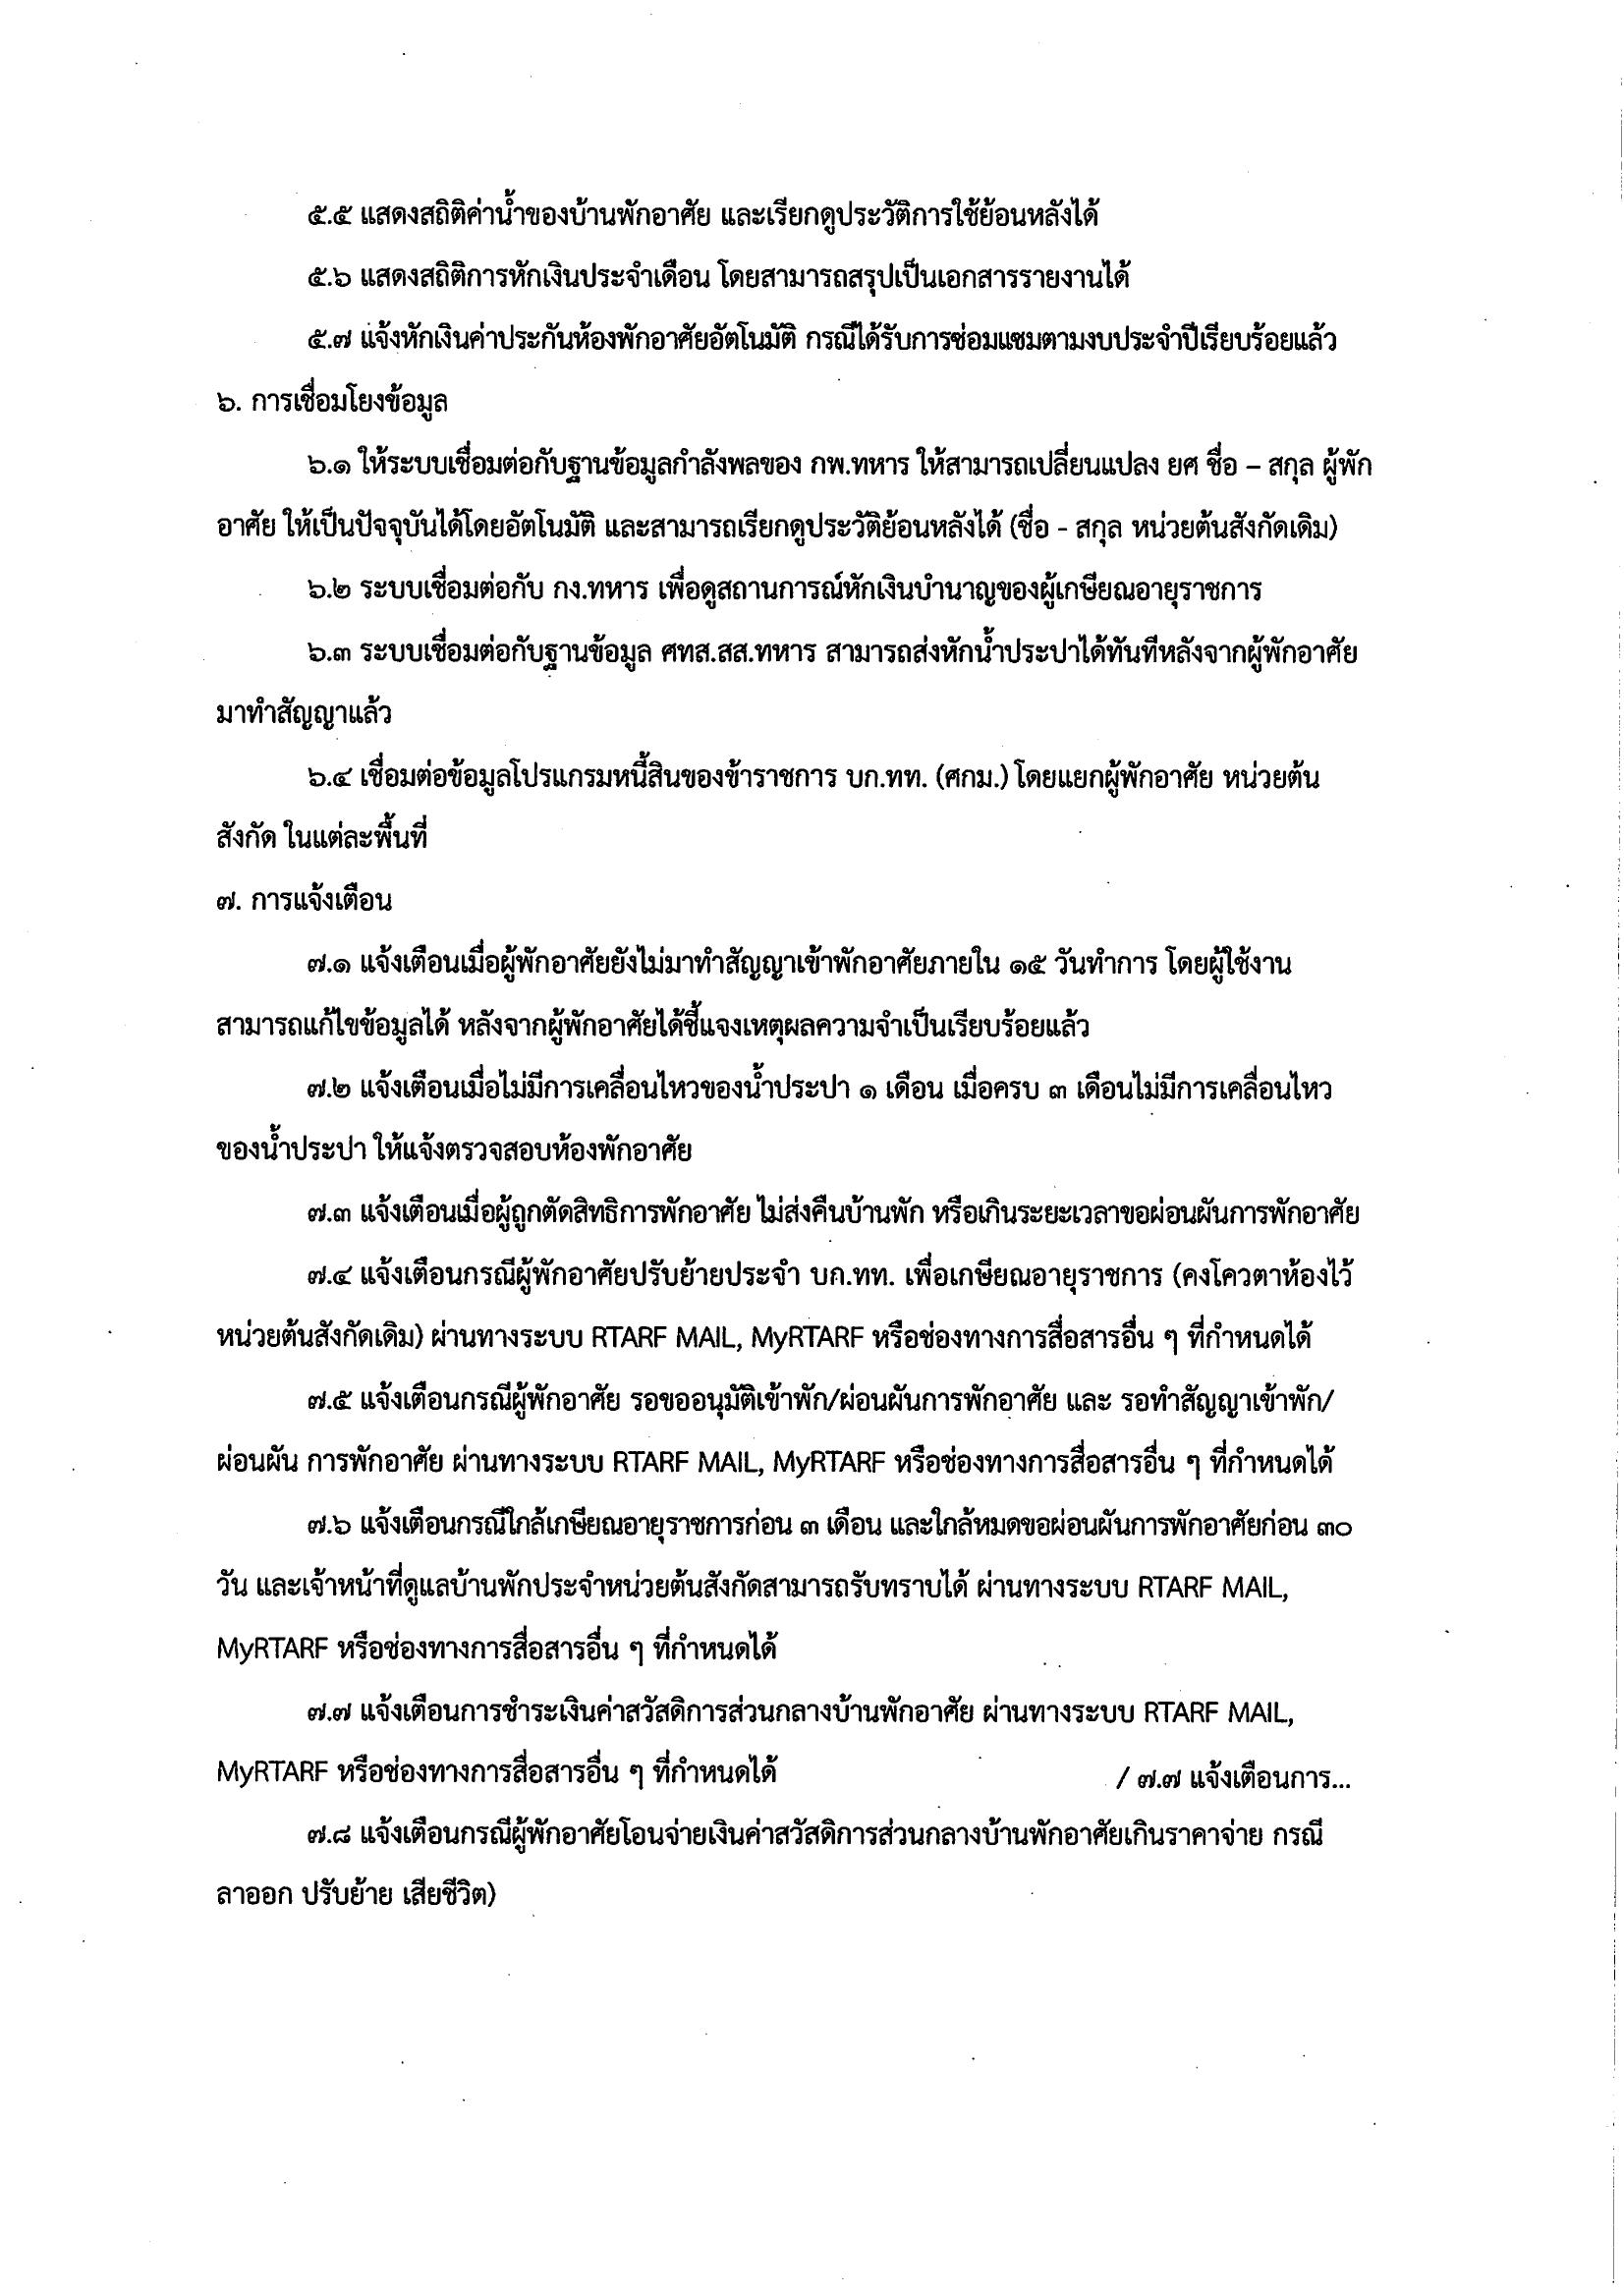 ๕.๕ แสดงสถิติค่าน้ำของบ้านพักอาศัย และเรียกดูประวัติการใช้ย้อนหลังได้
๕.๖ แสดงสถิติการหักเงินประจำเดือน โดยสามารถสรุปเป็นเอกสารรายงานได้
๕.๗ แจ้งหักเงินค่าประกันห้องพักอาศัยอัตโนมัติ กรณีได้รับการซ่อมแซมตามงบประจำปีเรียบร้อยแล้ว
๖. การเชื่อมโยงข้อมูล
๖.๑ ให้ระบบเชื่อมต่อกับฐานข้อมูลกำลังพลของ กพ.ทหาร ให้สามารถเปลี่ยนแปลง ยศ ชื่อ – สกุล ผู้พัก
อาศัย ให้เป็นปัจจุบันได้โดยอัตโนมัติ และสามารถเรียกดูประวัติย้อนหลังได้ (ชื่อ - สกุล หน่วยต้นสังกัดเดิม)
๖.๒ ระบบเชื่อมต่อกับ กง.ทหาร เพื่อดูสถานการณ์หักเงินบำนาญของผู้เกษียณอายุราชการ
๖.๓ ระบบเชื่อมต่อกับฐานข้อมูล ศทส.สส.ทหาร สามารถส่งหักน้ำประปาได้ทันทีหลังจากผู้พักอาศัย
มาทำสัญญาแล้ว
๖.๔ เชื่อมต่อข้อมูลโปรแกรมหนี้สินของข้าราชการ บก.ทท. (ศกม.) โดยแยกผู้พักอาศัย หน่วยต้น
สังกัด ในแต่ละพื้นที่
๗. การแจ้งเตือน
๗.๑ แจ้งเตือนเมื่อผู้พักอาศัยยังไม่มาทำสัญญาเข้าพักอาศัยภายใน ๑๕ วันทำการ โดยผู้ใช้งาน
สามารถแก้ไขข้อมูลได้ หลังจากผู้พักอาศัยได้ชี้แจงเหตุผลความจำเป็นเรียบร้อยแล้ว
๗.๒ แจ้งเตือนเมื่อไม่มีการเคลื่อนไหวของน้ำประปา ๑ เดือน เมื่อครบ ๓ เดือนไม่มีการเคลื่อนไหว
ของน้ำประปา ให้แจ้งตรวจสอบห้องพักอาศัย
๗.๓ แจ้งเตือนเมื่อผู้ถูกตัดสิทธิการพักอาศัย ไม่ส่งคืนบ้านพัก หรือเกินระยะเวลาขอผ่อนผันการพักอาศัย
๗.๔ แจ้งเตือนกรณีผู้พักอาศัยปรับย้ายประจำ บก.ทท. เพื่อเกษียณอายุราชการ (คงโควตาห้องไว้
หน่วยต้นสังกัดเดิม) ผ่านทางระบบ RTARF MAIL, MyRTARF หรือช่องทางการสื่อสารอื่น ๆ ที่กำหนดได้
๗.๕ แจ้งเตือนกรณีผู้พักอาศัย รอขออนุมัติเข้าพัก/ผ่อนผันการพักอาศัย และ รอทำสัญญาเข้าพัก/
ผ่อนผัน การพักอาศัย ผ่านทางระบบ RTARF MAIL, MyRTARF หรือช่องทางการสื่อสารอื่น ๆ ที่กำหนดได้
๗.๖ แจ้งเตือนกรณีใกล้เกษียณอายุราชการก่อน ๓ เดือน และใกล้หมดขอผ่อนผันการพักอาศัยก่อน ๓๐
วัน และเจ้าหน้าที่ดูแลบ้านพักประจำหน่วยต้นสังกัดสามารถรับทราบได้ ผ่านทางระบบ RTARF MAIL,
MyRTARF หรือช่องทางการสื่อสารอื่น ๆ ที่กำหนดได้
๗.๗ แจ้งเตือนการชำระเงินค่าสวัสดิการส่วนกลางบ้านพักอาศัย ผ่านทางระบบ RTARF MAIL,
MyRTARF หรือช่องทางการสื่อสารอื่น ๆ ที่กำหนดได้ / ๗.๗ แจ้งเตือนการ...
๗.๘ แจ้งเตือนกรณีผู้พักอาศัยโอนจ่ายเงินค่าสวัสดิการส่วนกลางบ้านพักอาศัยเกินราคาจ่าย กรณี
ลาออก ปรับย้าย เสียชีวิต)